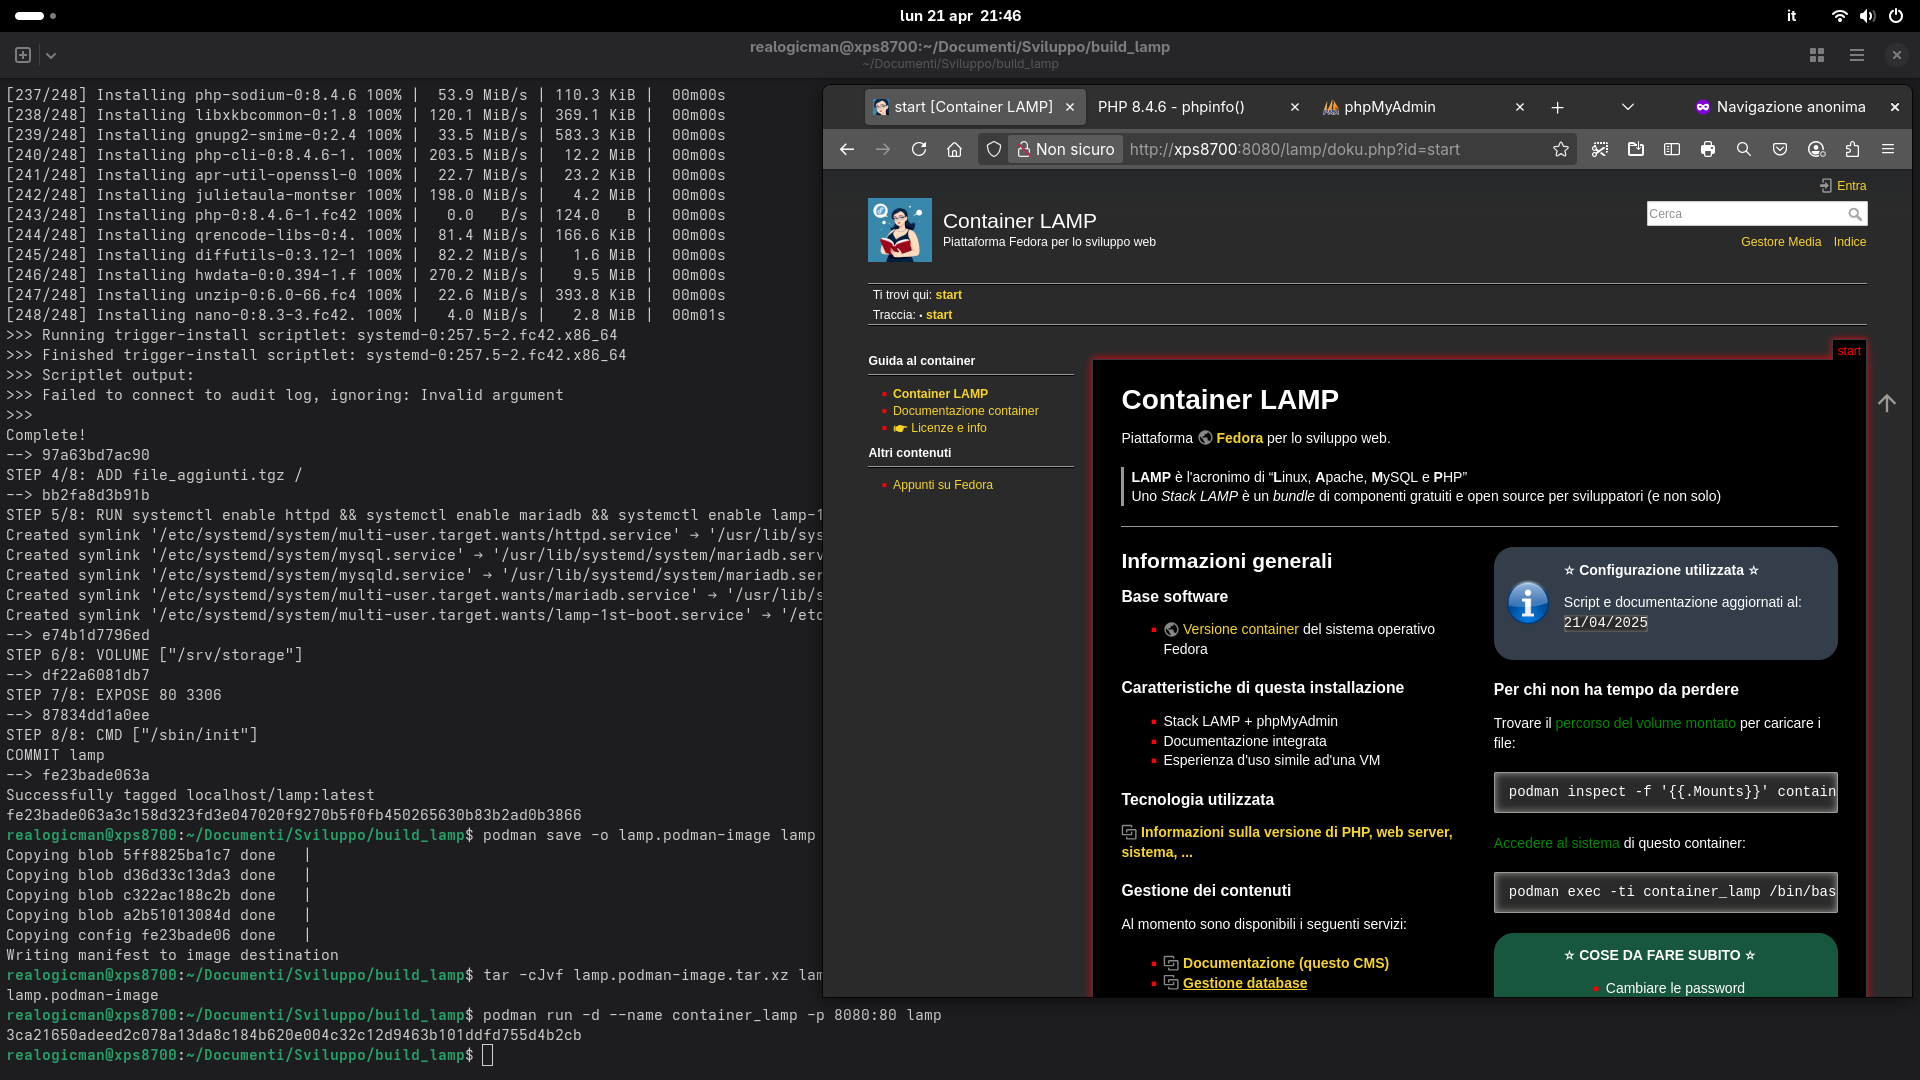 lun 21 apr  21:46
it
realogicman@xps8700:~/Documenti/Sviluppo/build_lamp
~/Documenti/Sviluppo/build_lamp
[237/248] Installing php-sodium-0:8.4.6 100% |  53.9 MiB/s | 110.3 KiB |  00m00s
[238/248] Installing libxkbcommon-0:1.8 100% | 120.1 MiB/s | 369.1 KiB |  00m00s
[239/248] Installing gnupg2-smime-0:2.4 100% |  33.5 MiB/s | 583.3 KiB |  00m00s
[240/248] Installing php-cli-0:8.4.6-1. 100% | 203.5 MiB/s |  12.2 MiB |  00m00s
[241/248] Installing apr-util-openssl-0 100% |  22.7 MiB/s |  23.2 KiB |  00m00s
[242/248] Installing julietaula-montser 100% | 198.0 MiB/s |   4.2 MiB |  00m00s
[243/248] Installing php-0:8.4.6-1.fc42 100% |   0.0   B/s | 124.0   B |  00m00s
[244/248] Installing qrencode-libs-0:4. 100% |  81.4 MiB/s | 166.6 KiB |  00m00s
[245/248] Installing diffutils-0:3.12-1 100% |  82.2 MiB/s |   1.6 MiB |  00m00s
[246/248] Installing hwdata-0:0.394-1.f 100% | 270.2 MiB/s |   9.5 MiB |  00m00s
[247/248] Installing unzip-0:6.0-66.fc4 100% |  22.6 MiB/s | 393.8 KiB |  00m00s
[248/248] Installing nano-0:8.3-3.fc42. 100% |   4.0 MiB/s |   2.8 MiB |  00m01s
>>> Running trigger-install scriptlet: systemd-0:257.5-2.fc42.x86_64
>>> Finished trigger-install scriptlet: systemd-0:257.5-2.fc42.x86_64
>>> Scriptlet output:
>>> Failed to connect to audit log, ignoring: Invalid argument
>>>
Complete!
--> 97a63bd7ac90
STEP 4/8: ADD file_aggiunti.tgz /
--> bb2fa8d3b91b
STEP 5/8: RUN systemctl enable httpd && systemctl enable mariadb && systemctl enable lamp-1
Created symlink '/etc/systemd/system/multi-user.target.wants/httpd.service' → '/usr/lib/sys
Created symlink '/etc/systemd/system/mysql.service' → '/usr/lib/systemd/system/mariadb.serv
Created symlink '/etc/systemd/system/mysqld.service' → '/usr/lib/systemd/system/mariadb.ser
Created symlink '/etc/systemd/system/multi-user.target.wants/mariadb.service' → '/usr/lib/s
Created symlink '/etc/systemd/system/multi-user.target.wants/lamp-1st-boot.service' → '/etc
--> e74b1d7796ed
STEP 6/8: VOLUME ["/srv/storage"]
--> df22a6081db7
STEP 7/8: EXPOSE 80 3306
--> 87834dd1a0ee
STEP 8/8: CMD ["/sbin/init"]
COMMIT lamp
--> fe23bade063a
Successfully tagged localhost/lamp:latest
fe23bade063a3c158d323fd3e047020f9270b5f0fb450265630b83b2ad0b3866
realogicman@xps8700:~/Documenti/Sviluppo/build_lamp$ podman save -o lamp.podman-image lamp
Copying blob 5ff8825ba1c7 done   |
Copying blob d36d33c13da3 done   |
Copying blob c322ac188c2b done   |
Copying blob a2b51013084d done   |
Copying config fe23bade06 done   |
Writing manifest to image destination
realogicman@xps8700:~/Documenti/Sviluppo/build_lamp$ tar -cJvf lamp.podman-image.tar.xz lam
lamp.podman-image
realogicman@xps8700:~/Documenti/Sviluppo/build_lamp$ podman run -d --name container_lamp -p 8080:80 lamp
3ca21650adeed2c078a13da8c184b620e004c32c12d9463b101ddfd755d4b2cb
realogicman@xps8700:~/Documenti/Sviluppo/build_lamp$
start [Container LAMP]
PHP 8.4.6 - phpinfo()
phpMyAdmin
Navigazione anonima
Non sicuro
http://xps8700:8080/lamp/doku.php?id=start
Entra
Container LAMP
Piattaforma Fedora per lo sviluppo web
Cerca
Gestore Media
Indice
Ti trovi qui: start
Traccia: • start
Guida al container
Container LAMP
Documentazione container
Licenze e info
Altri contenuti
Appunti su Fedora
start
Container LAMP
Piattaforma Fedora per lo sviluppo web.
LAMP è l'acronimo di “Linux, Apache, MySQL e PHP”
Uno Stack LAMP è un bundle di componenti gratuiti e open source per sviluppatori (e non solo)
Informazioni generali
Base software
Versione container del sistema operativo
Fedora
Caratteristiche di questa installazione
Stack LAMP + phpMyAdmin
Documentazione integrata
Esperienza d'uso simile ad'una VM
Tecnologia utilizzata
Informazioni sulla versione di PHP, web server,
sistema, ...
Gestione dei contenuti
Al momento sono disponibili i seguenti servizi:
Documentazione (questo CMS)
Gestione database
☆ Configurazione utilizzata ☆
Script e documentazione aggiornati al:
21/04/2025
Per chi non ha tempo da perdere
Trovare il percorso del volume montato per caricare i
file:
podman inspect -f '{{.Mounts}}' contain
Accedere al sistema di questo container:
podman exec -ti container_lamp /bin/bas
☆ COSE DA FARE SUBITO ☆
Cambiare le password